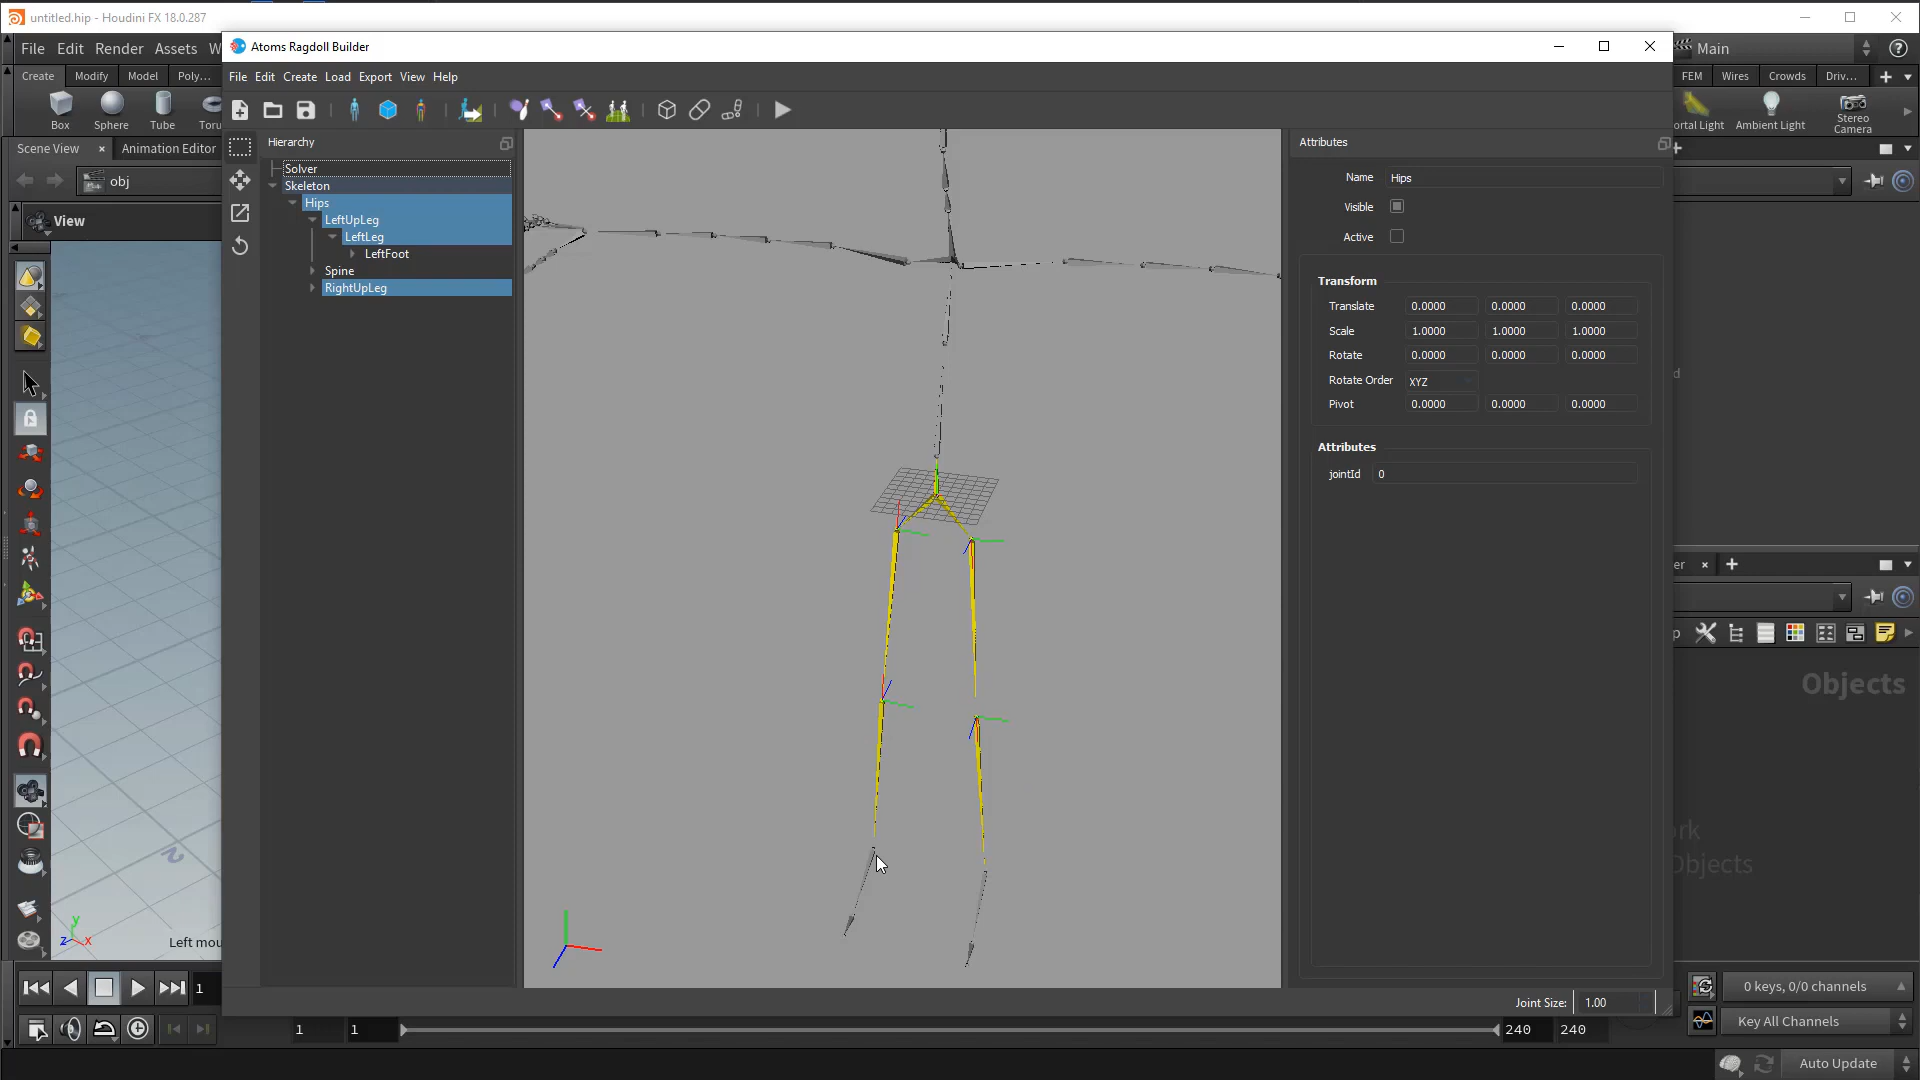 untitled.hip - Houdini FX 18.0.287
File Edit Render Assets W
Main
Create Modify Model Poly...
FEM Wires Crowds Driv...
Box Sphere Tube Toru
ortal Light Ambient Light Stereo Camera
Scene View Animation Editor
obj
View
Atoms Ragdoll Builder
File Edit Create Load Export View Help
Hierarchy
Solver
Skeleton
Hips
LeftUpLeg
LeftLeg
LeftFoot
Spine
RightUpLeg
Attributes
Name Hips
Visible
Active
Transform
Translate 0.0000 0.0000 0.0000
Scale 1.0000 1.0000 1.0000
Rotate 0.0000 0.0000 0.0000
Rotate Order XYZ
Pivot 0.0000 0.0000 0.0000
Attributes
jointId 0
Joint Size: 1.00
d
er
p
Objects
rk
Objects
y
z x
Left mou
1
0 keys, 0/0 channels
1 1 240 240
Key All Channels
Auto Update